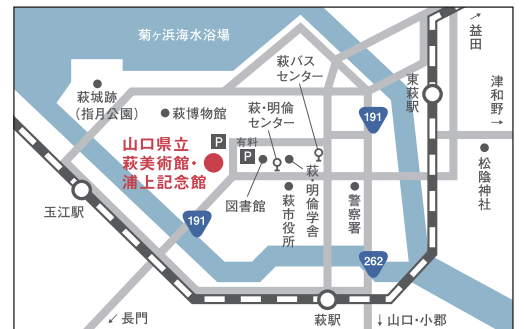 菊ヶ浜海水浴場
↗益田
萩城跡
(指月公園)
萩博物館
萩バス
センター
東萩駅
津和野→
191
萩・明倫
センター
P
有料
P
山口県立
萩美術館・
浦上記念館
図書館
萩市役所
萩・明倫学舎
警察署
松陰神社
玉江駅
191
262
↙長門
萩駅
↓山口・小郡